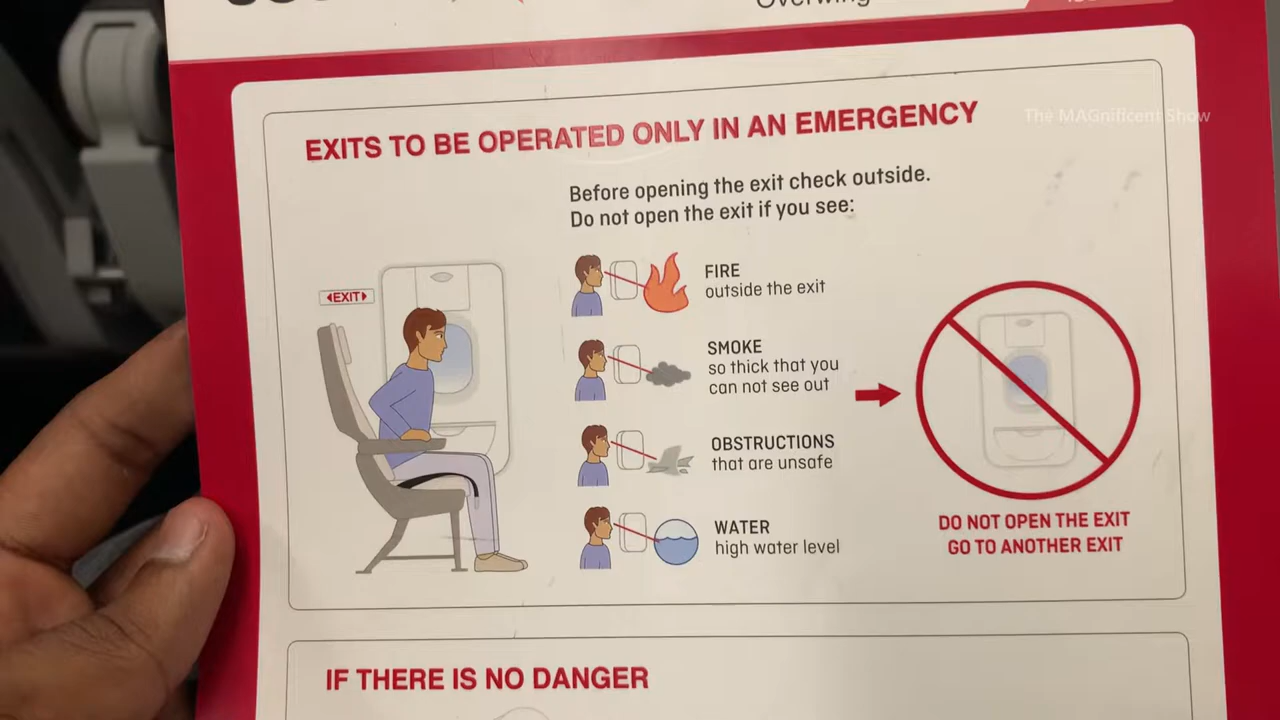 Overwing
The MAGnificent Show
EXITS TO BE OPERATED ONLY IN AN EMERGENCY
Before opening the exit check outside.
Do not open the exit if you see:
EXIT
FIRE
outside the exit
SMOKE
so thick that you
can not see out
OBSTRUCTIONS
that are unsafe
WATER
high water level
DO NOT OPEN THE EXIT
GO TO ANOTHER EXIT
IF THERE IS NO DANGER